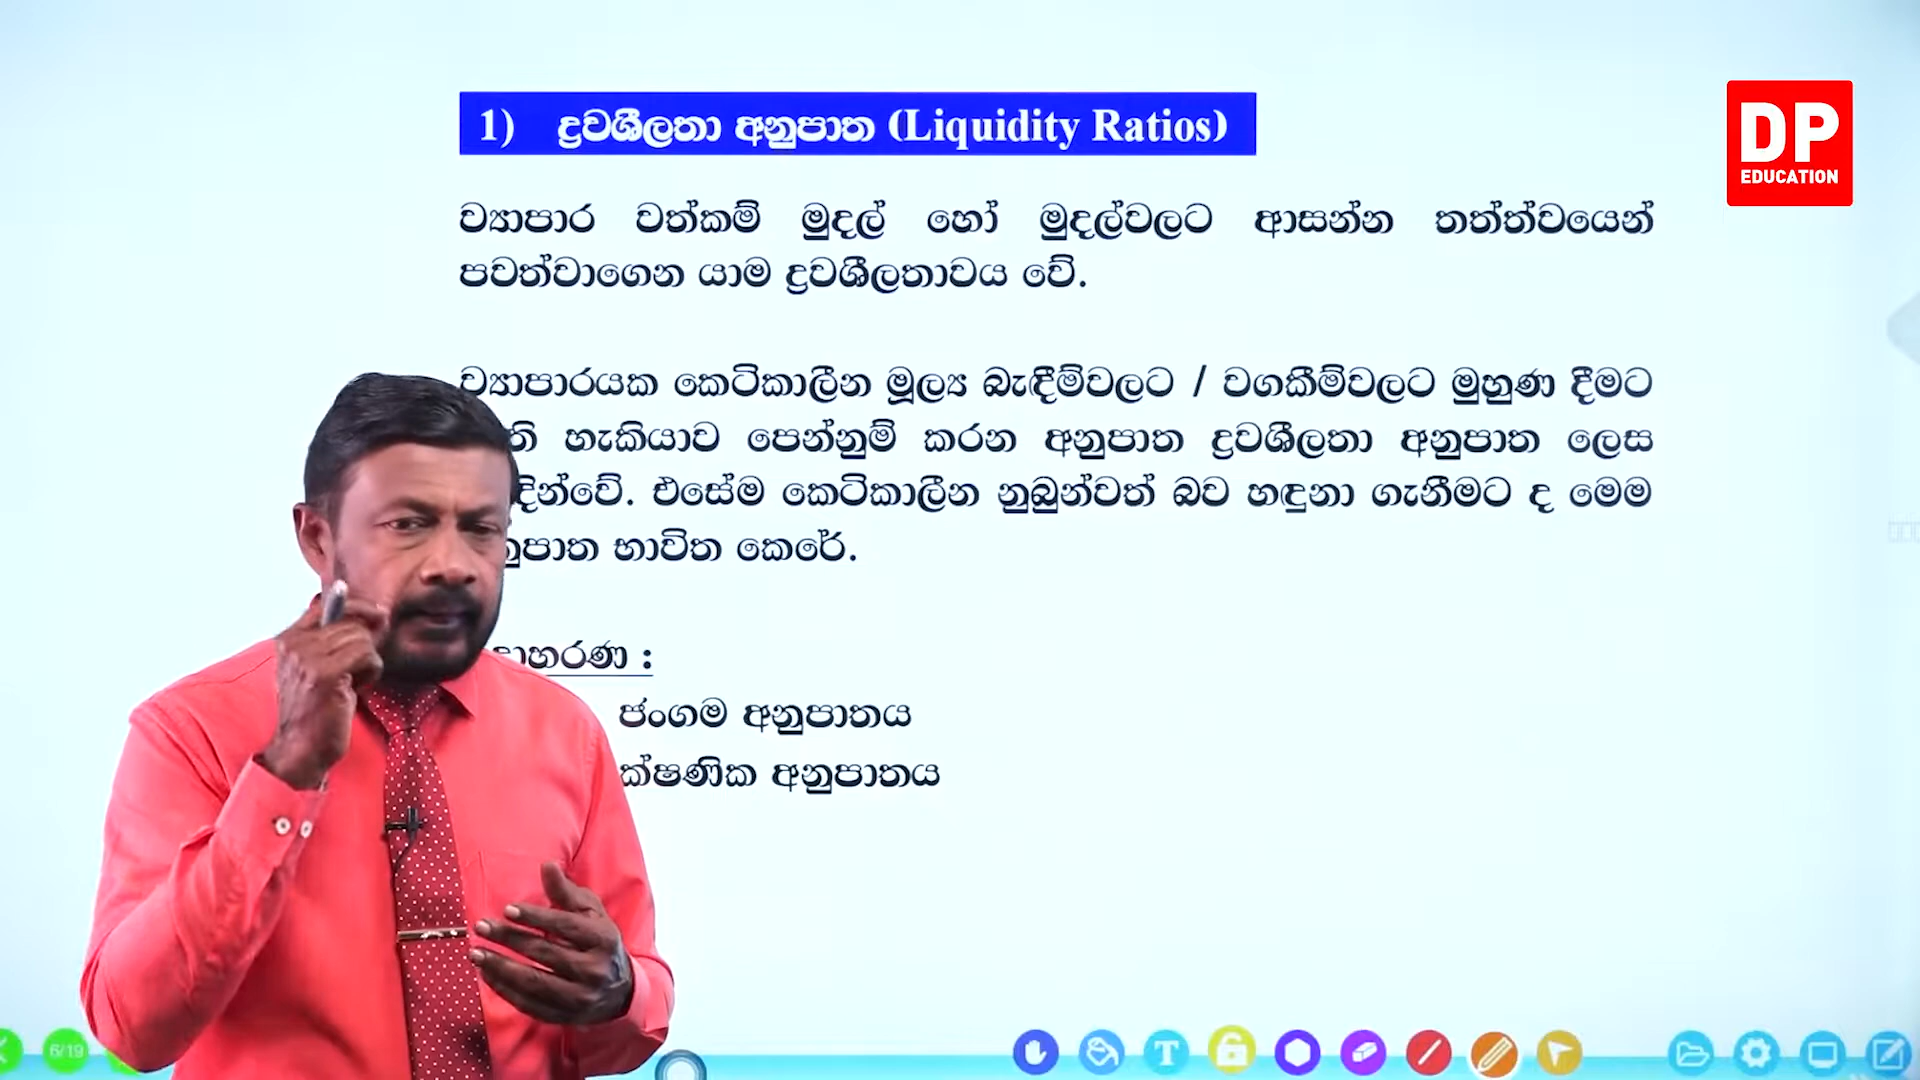 1) ද්‍රවශීලතා අනුපාත (Liquidity Ratios)
DP
EDUCATION
ව්‍යාපාර වත්කම් මුදල් හෝ මුදල්වලට ආසන්න තත්ත්වයෙන්
පවත්වාගෙන යාම ද්‍රවශීලතාවය වේ.
ව්‍යාපාරයක කෙටිකාලීන මූල්‍ය බැඳීම්වලට / වගකීම්වලට මුහුණ දීමට
හැකියාව පෙන්නුම් කරන අනුපාත ද්‍රවශීලතා අනුපාත ලෙස
එසේම කෙටිකාලීන නුබුන්වත් බව හඳුනා ගැනීමට ද මෙම
භාවිත කෙරේ.
ජංගම අනුපාතය
ක්ෂණික අනුපාතය
6/19